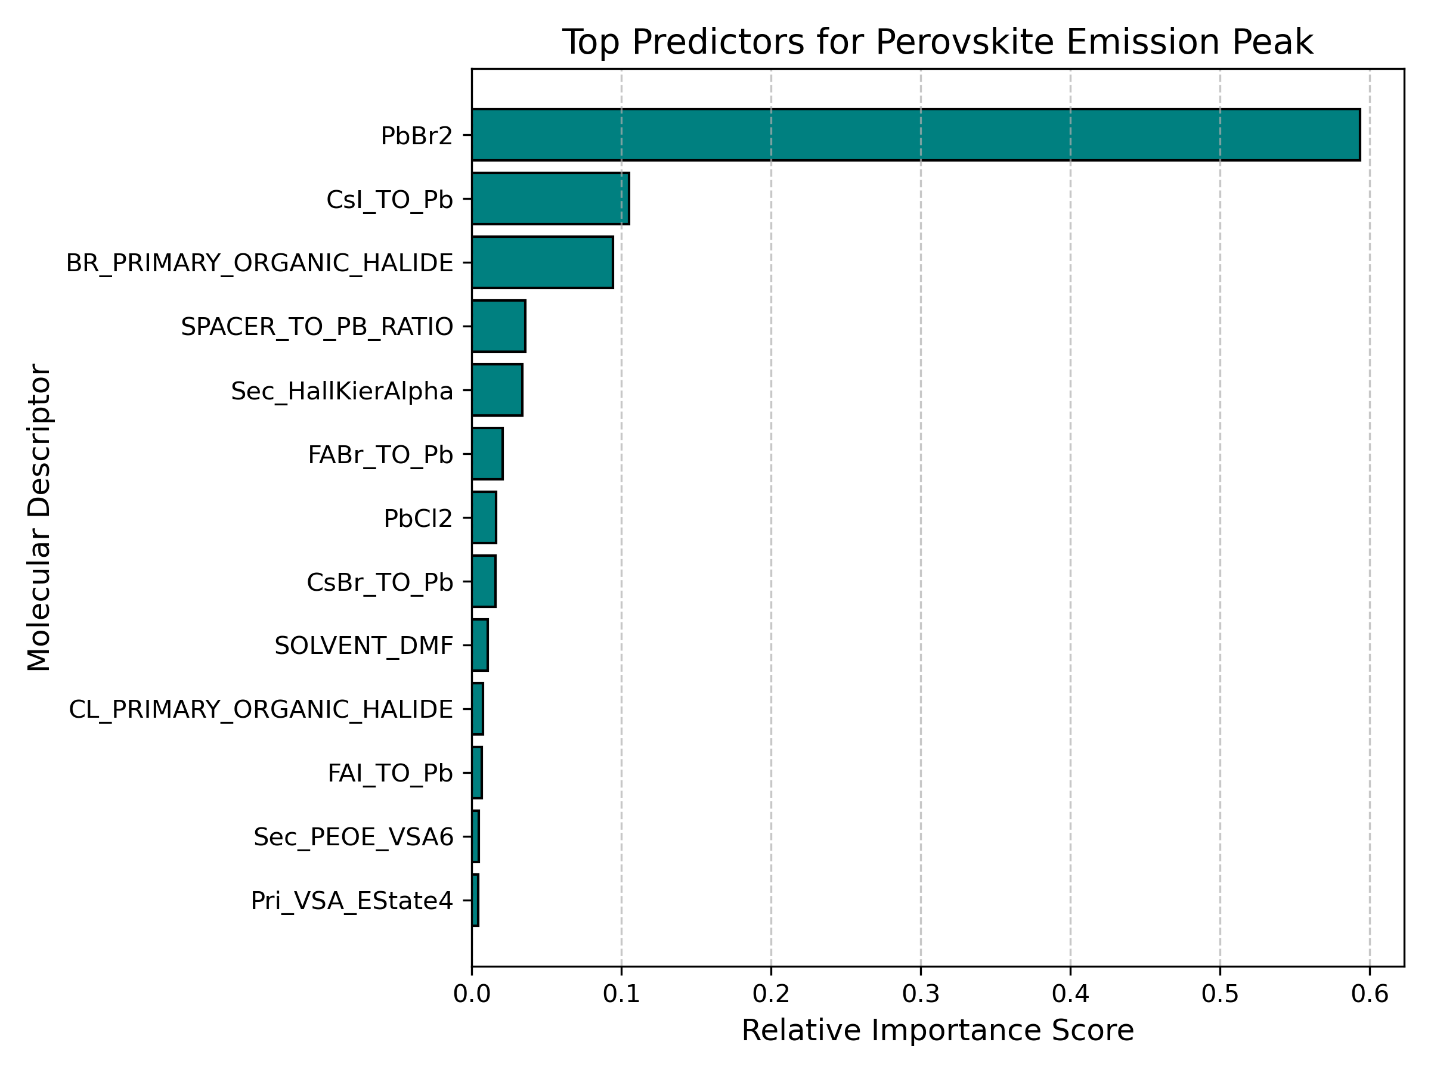 Top Predictors for Perovskite Emission Peak
PbBr2
CsI_TO_Pb
BR_PRIMARY_ORGANIC_HALIDE
SPACER_TO_PB_RATIO
Sec_HallKierAlpha
FABr_TO_Pb
PbCl2
CsBr_TO_Pb
SOLVENT_DMF
CL_PRIMARY_ORGANIC_HALIDE
FAI_TO_Pb
Sec_PEOE_VSA6
Pri_VSA_EState4
Molecular Descriptor
0.0 0.1 0.2 0.3 0.4 0.5 0.6
Relative Importance Score